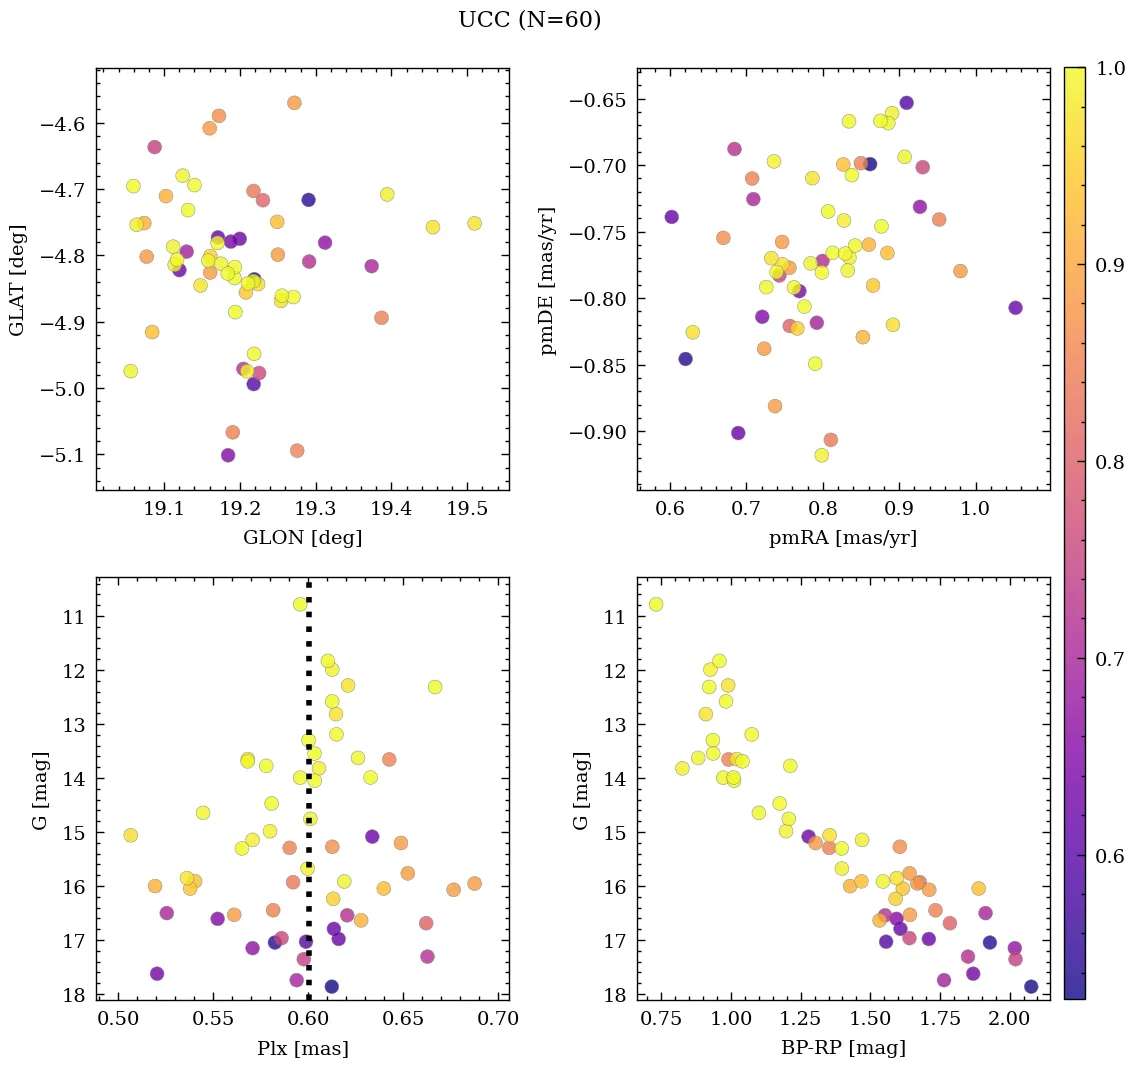 UCC (N=60)
−4.6
−4.7
−4.8
−4.9
−5.0
−5.1
GLAT [deg]
19.1 19.2 19.3 19.4 19.5
GLON [deg]
−0.65
−0.70
−0.75
−0.80
−0.85
−0.90
pmDE [mas/yr]
0.6 0.7 0.8 0.9 1.0
pmRA [mas/yr]
11
12
13
14
15
16
17
18
G [mag]
0.50 0.55 0.60 0.65 0.70
Plx [mas]
11
12
13
14
15
16
17
18
G [mag]
0.75 1.00 1.25 1.50 1.75 2.00
BP-RP [mag]
1.0
0.9
0.8
0.7
0.6